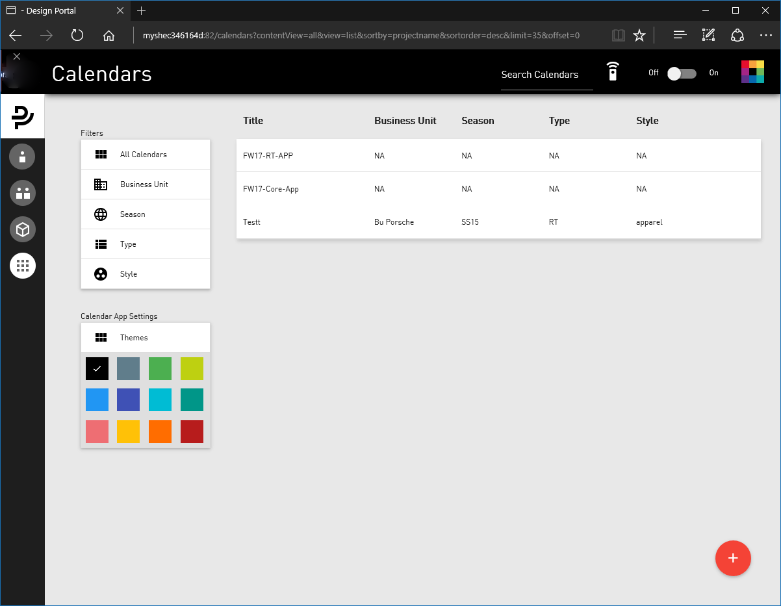 - Design Portal
myshec346164d:82/calendars?contentView=all&view=list&sortby=projectname&sortorder=desc&limit=35&offset=0
Calendars
Search Calendars
Off
On
Filters
All Calendars
Business Unit
Season
Type
Style
Calendar App Settings
Themes
Title Business Unit Season Type Style
FW17-RT-APP NA NA NA NA
FW17-Core-App NA NA NA NA
Testt Bu Porsche SS15 RT apparel